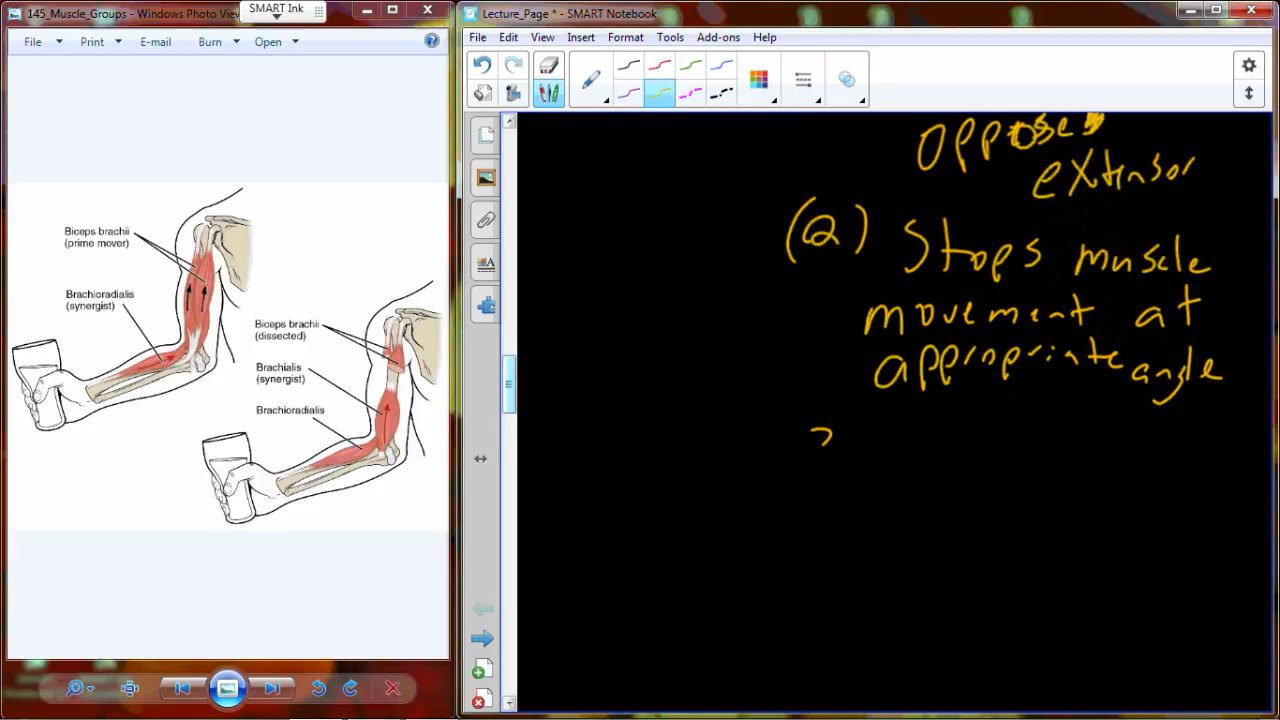 145_Muscle_Groups - Windows Photo View
SMART Ink
File Print E-mail Burn Open
Biceps brachii
(prime mover)
Brachioradialis
(synergist)
Biceps brachii
(dissected)
Brachialis
(synergist)
Brachioradialis
Lecture_Page * - SMART Notebook
File Edit View Insert Format Tools Add-ons Help
opposes
extensor
(2) Stops muscle
movement at
appropriate angle